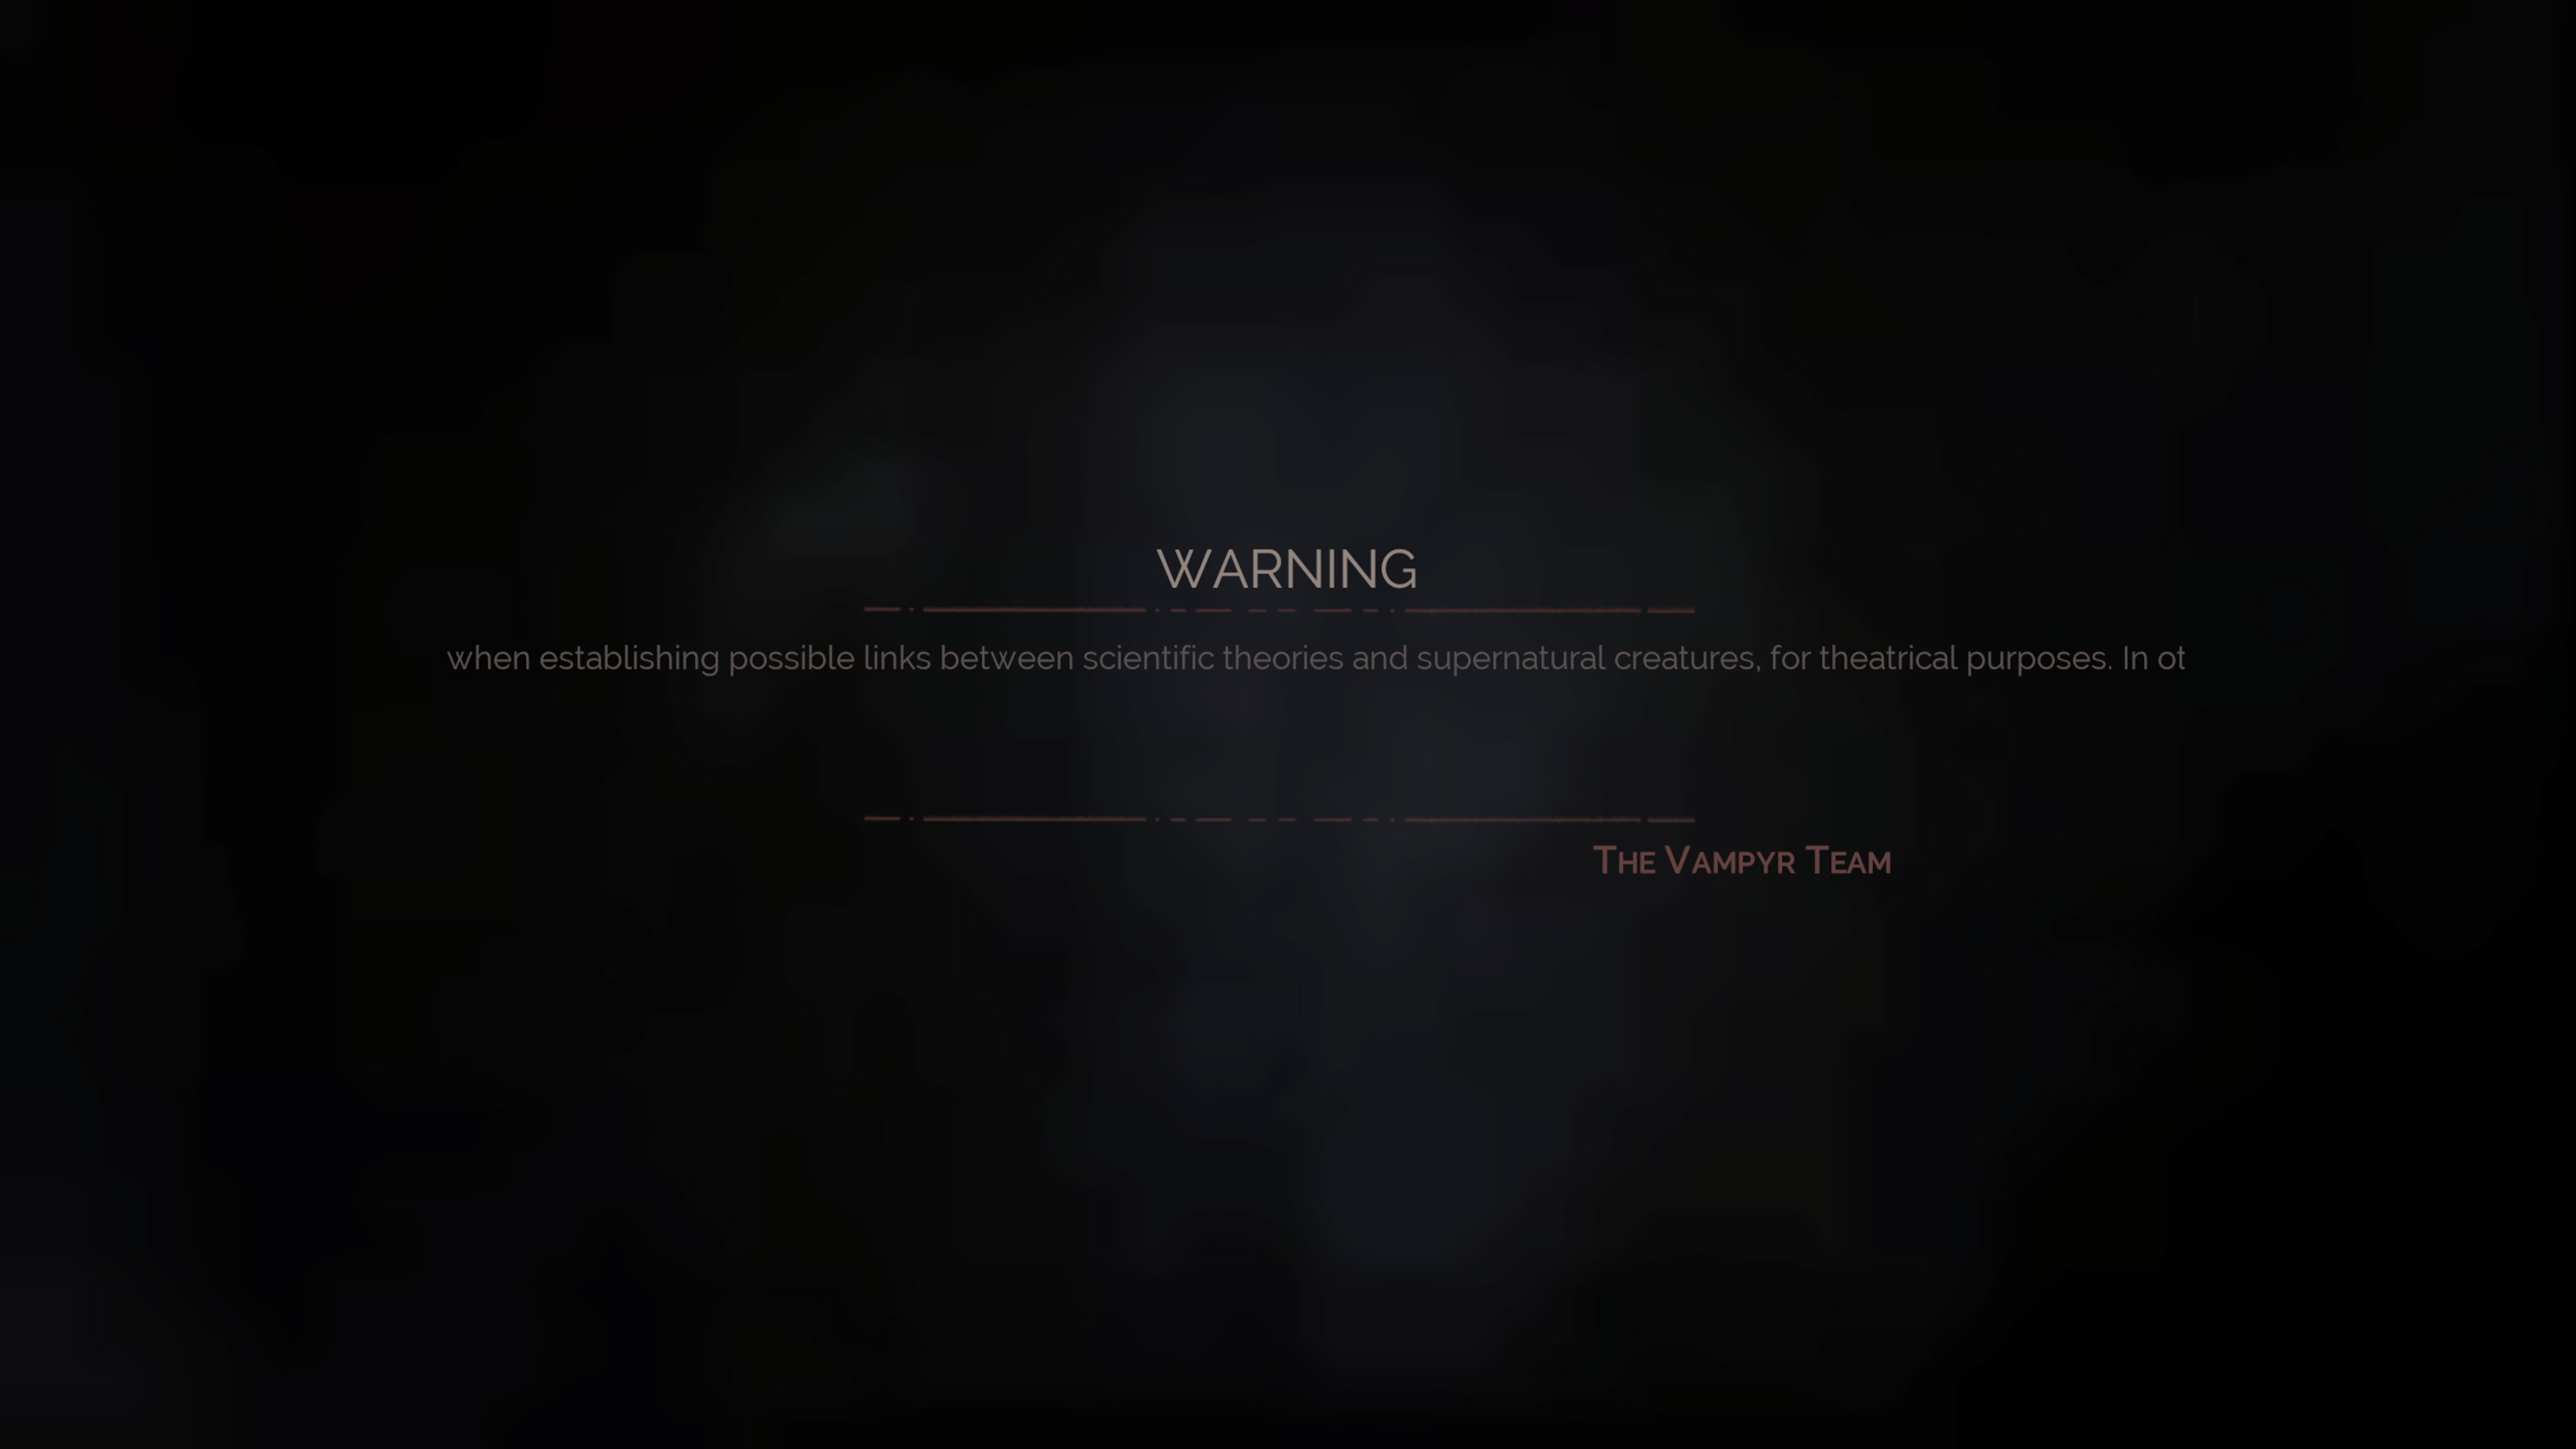 WARNING
when establishing possible links between scientific theories and supernatural creatures, for theatrical purposes. In ot
The Vampyr Team